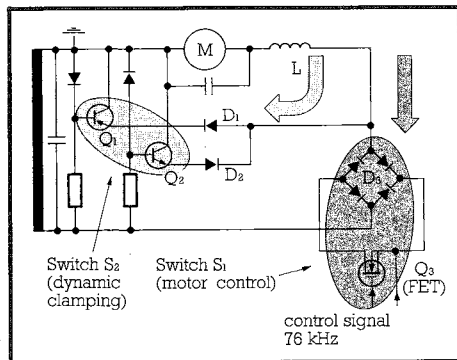 M
L
D₁
Q₁
D₂
Q₂
D₃
Switch S₂
(dynamic
clamping)
Switch S₁
(motor control)
Q₃
(FET)
control signal
76 kHz